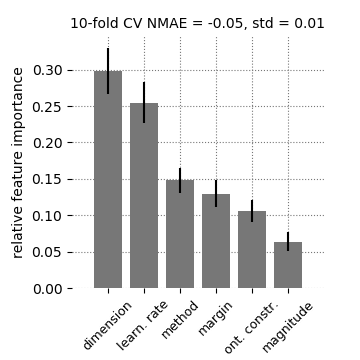 10-fold CV NMAE = -0.05, std = 0.01
relative feature importance
0.30
0.25
0.20
0.15
0.10
0.05
0.00
dimension
learn. rate
method
margin
ont. constr.
magnitude